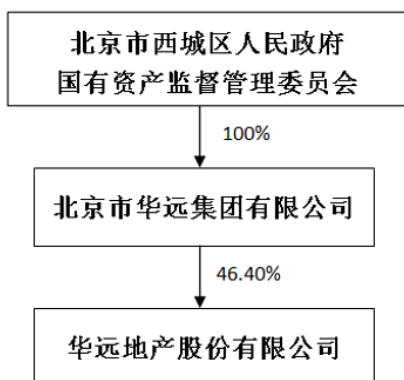 北京市西城区人民政府
国有资产监督管理委员会
100%
北京市华远集团有限公司
46.40%
华远地产股份有限公司